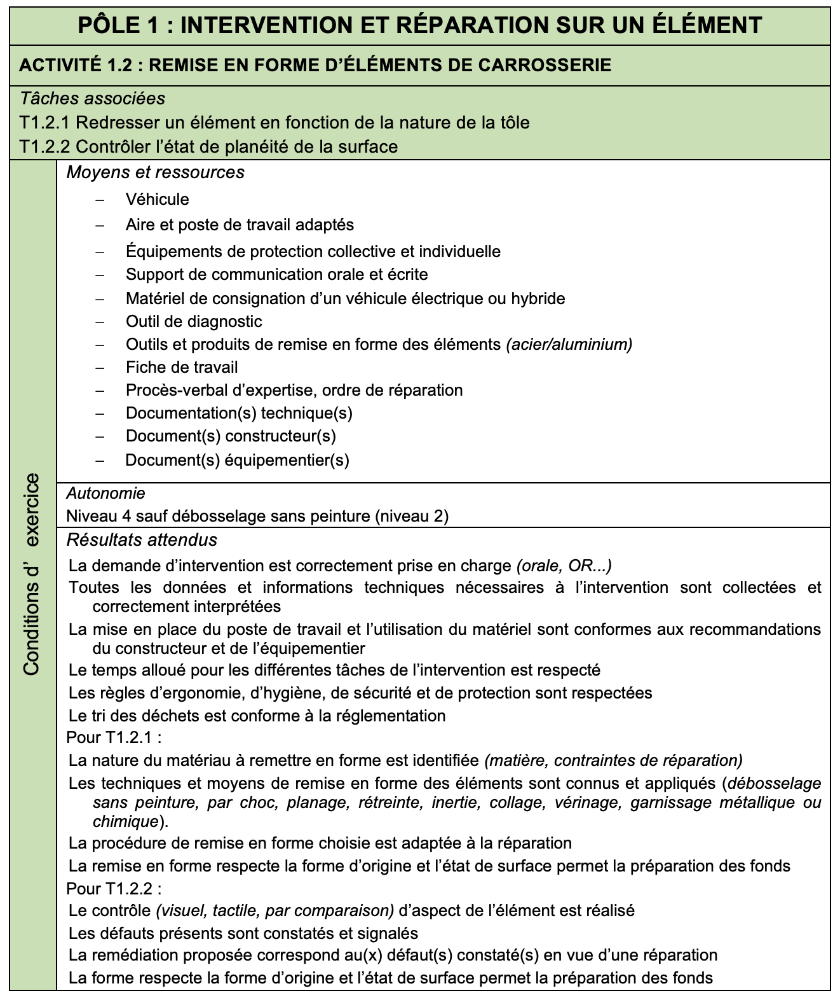 PÔLE 1 : INTERVENTION ET RÉPARATION SUR UN ÉLÉMENT
ACTIVITÉ 1.2 : REMISE EN FORME D’ÉLÉMENTS DE CARROSSERIE
Tâches associées
T1.2.1 Redresser un élément en fonction de la nature de la tôle
T1.2.2 Contrôler l’état de planéité de la surface
Conditions d’ exercice
Moyens et ressources
– Véhicule
– Aire et poste de travail adaptés
– Équipements de protection collective et individuelle
– Support de communication orale et écrite
– Matériel de consignation d’un véhicule électrique ou hybride
– Outil de diagnostic
– Outils et produits de remise en forme des éléments (acier/aluminium)
– Fiche de travail
– Procès-verbal d’expertise, ordre de réparation
– Documentation(s) technique(s)
– Document(s) constructeur(s)
– Document(s) équipementier(s)
Autonomie
Niveau 4 sauf débosselage sans peinture (niveau 2)
Résultats attendus
La demande d’intervention est correctement prise en charge (orale, OR...)
Toutes les données et informations techniques nécessaires à l’intervention sont collectées et
correctement interprétées
La mise en place du poste de travail et l’utilisation du matériel sont conformes aux recommandations
du constructeur et de l’équipementier
Le temps alloué pour les différentes tâches de l’intervention est respecté
Les règles d’ergonomie, d’hygiène, de sécurité et de protection sont respectées
Le tri des déchets est conforme à la réglementation
Pour T1.2.1 :
La nature du matériau à remettre en forme est identifiée (matière, contraintes de réparation)
Les techniques et moyens de remise en forme des éléments sont connus et appliqués (débosselage
sans peinture, par choc, planage, rétreinte, inertie, collage, vérinage, garnissage métallique ou
chimique).
La procédure de remise en forme choisie est adaptée à la réparation
La remise en forme respecte la forme d’origine et l’état de surface permet la préparation des fonds
Pour T1.2.2 :
Le contrôle (visuel, tactile, par comparaison) d’aspect de l’élément est réalisé
Les défauts présents sont constatés et signalés
La remédiation proposée correspond au(x) défaut(s) constaté(s) en vue d’une réparation
La forme respecte la forme d’origine et l’état de surface permet la préparation des fonds